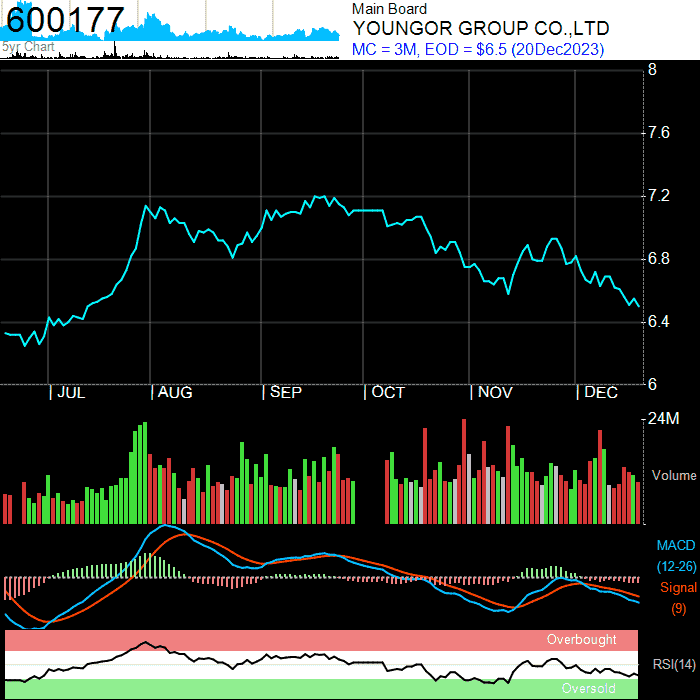 600177
5yr Chart
Main Board
YOUNGOR GROUP CO.,LTD
MC = 3M, EOD = $6.5 (20Dec2023)
8
7.6
7.2
6.8
6.4
6
| JUL | AUG | SEP | OCT | NOV | DEC
24M
Volume
MACD
(12-26)
Signal
(9)
Overbought
RSI(14)
Oversold